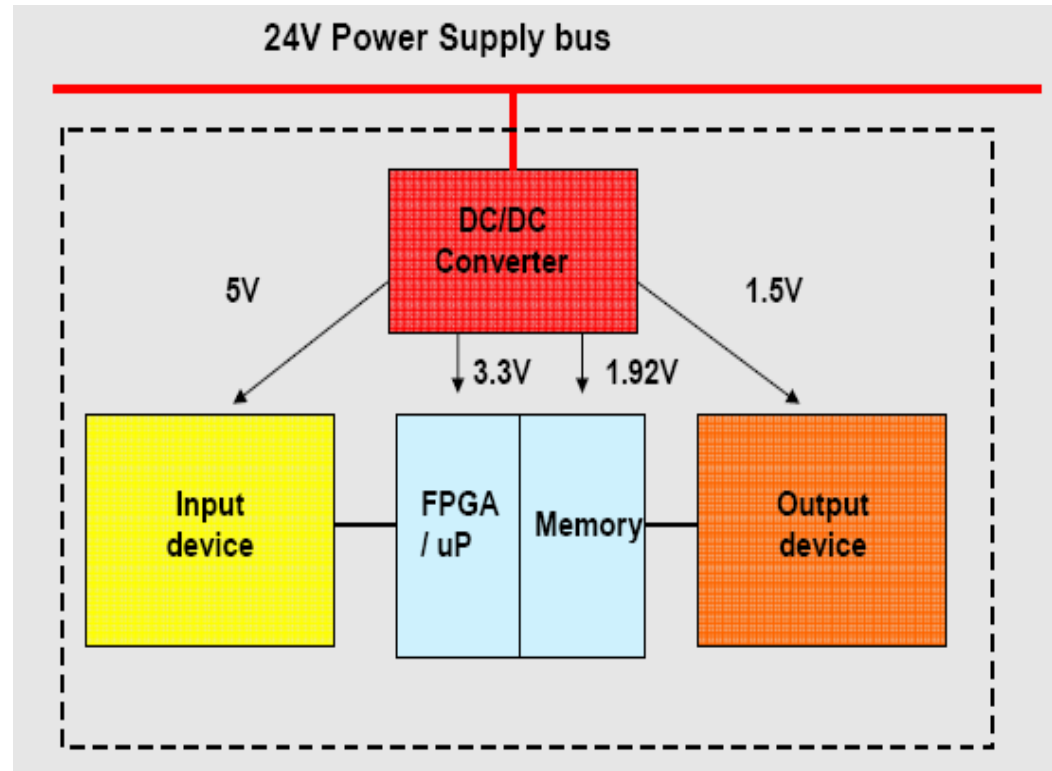 24V Power Supply bus
DC/DC
Converter
5V
1.5V
3.3V
1.92V
Input
device
FPGA
/ uP
Memory
Output
device